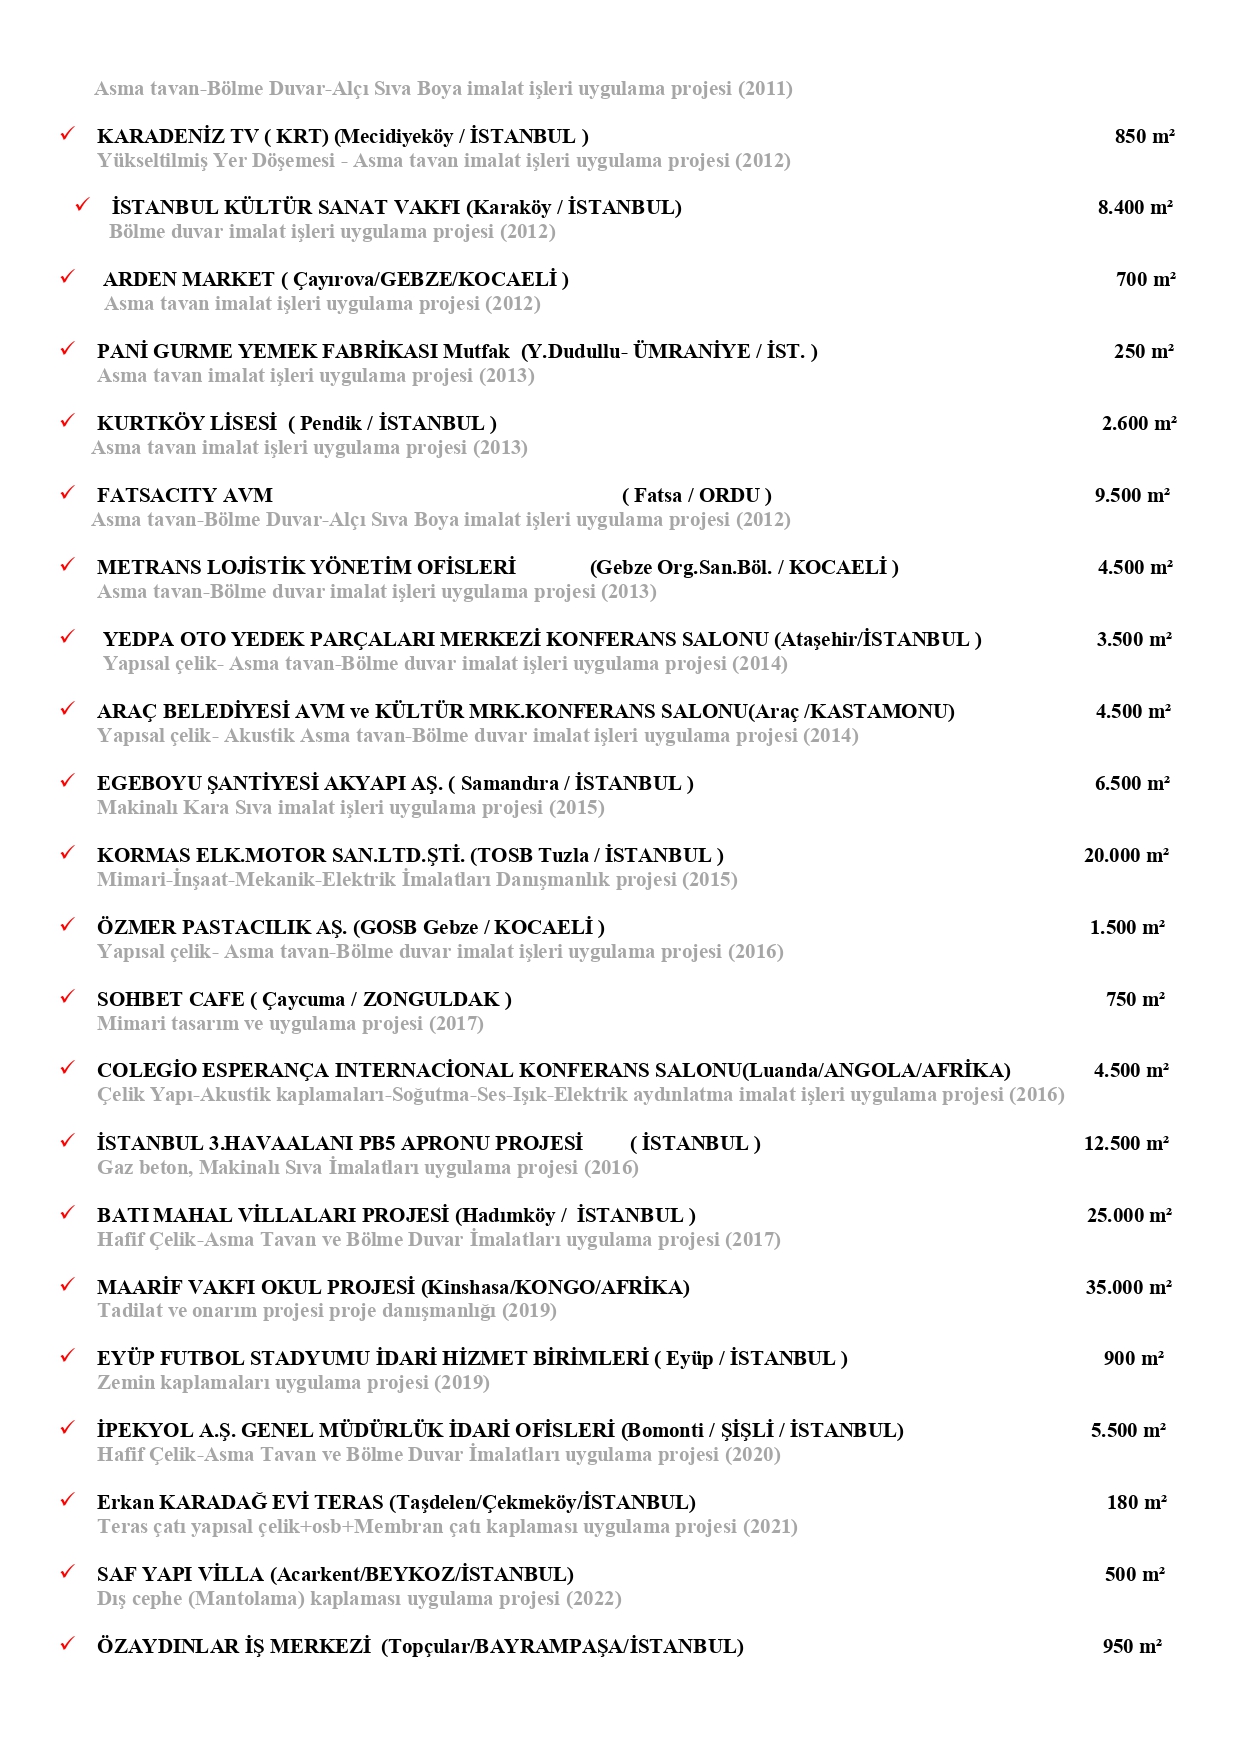 Asma tavan-Bölme Duvar-Alçı Sıva Boya imalat işleri uygulama projesi (2011)
✓ KARADENİZ TV ( KRT) (Mecidiyeköy / İSTANBUL ) 850 m²
Yükseltilmiş Yer Döşemesi - Asma tavan imalat işleri uygulama projesi (2012)
✓ İSTANBUL KÜLTÜR SANAT VAKFI (Karaköy / İSTANBUL) 8.400 m²
Bölme duvar imalat işleri uygulama projesi (2012)
✓ ARDEN MARKET ( Çayırova/GEBZE/KOCAELİ ) 700 m²
Asma tavan imalat işleri uygulama projesi (2012)
✓ PANİ GURME YEMEK FABRİKASI Mutfak (Y.Dudullu- ÜMRANİYE / İST. ) 250 m²
Asma tavan imalat işleri uygulama projesi (2013)
✓ KURTKÖY LİSESİ ( Pendik / İSTANBUL ) 2.600 m²
Asma tavan imalat işleri uygulama projesi (2013)
✓ FATSACITY AVM ( Fatsa / ORDU ) 9.500 m²
Asma tavan-Bölme Duvar-Alçı Sıva Boya imalat işleri uygulama projesi (2012)
✓ METRANS LOJİSTİK YÖNETİM OFİSLERİ (Gebze Org.San.Böl. / KOCAELİ ) 4.500 m²
Asma tavan-Bölme duvar imalat işleri uygulama projesi (2013)
✓ YEDPA OTO YEDEK PARÇALARI MERKEZİ KONFERANS SALONU (Ataşehir/İSTANBUL ) 3.500 m²
Yapısal çelik- Asma tavan-Bölme duvar imalat işleri uygulama projesi (2014)
✓ ARAÇ BELEDİYESİ AVM ve KÜLTÜR MRK.KONFERANS SALONU(Araç /KASTAMONU) 4.500 m²
Yapısal çelik- Akustik Asma tavan-Bölme duvar imalat işleri uygulama projesi (2014)
✓ EGEBOYU ŞANTİYESİ AKYAPI AŞ. ( Samandıra / İSTANBUL ) 6.500 m²
Makinalı Kara Sıva imalat işleri uygulama projesi (2015)
✓ KORMAS ELK.MOTOR SAN.LTD.ŞTİ. (TOSB Tuzla / İSTANBUL ) 20.000 m²
Mimari-İnşaat-Mekanik-Elektrik İmalatları Danışmanlık projesi (2015)
✓ ÖZMER PASTACILIK AŞ. (GOSB Gebze / KOCAELİ ) 1.500 m²
Yapısal çelik- Asma tavan-Bölme duvar imalat işleri uygulama projesi (2016)
✓ SOHBET CAFE ( Çaycuma / ZONGULDAK ) 750 m²
Mimari tasarım ve uygulama projesi (2017)
✓ COLEGİO ESPERANÇA INTERNACİONAL KONFERANS SALONU(Luanda/ANGOLA/AFRİKA) 4.500 m²
Çelik Yapı-Akustik kaplamaları-Soğutma-Ses-Işık-Elektrik aydınlatma imalat işleri uygulama projesi (2016)
✓ İSTANBUL 3.HAVAALANI PB5 APRONU PROJESİ ( İSTANBUL ) 12.500 m²
Gaz beton, Makinalı Sıva İmalatları uygulama projesi (2016)
✓ BATI MAHAL VİLLALARI PROJESİ (Hadımköy / İSTANBUL ) 25.000 m²
Hafif Çelik-Asma Tavan ve Bölme Duvar İmalatları uygulama projesi (2017)
✓ MAARİF VAKFI OKUL PROJESİ (Kinshasa/KONGO/AFRİKA) 35.000 m²
Tadilat ve onarım projesi proje danışmanlığı (2019)
✓ EYÜP FUTBOL STADYUMU İDARİ HİZMET BİRİMLERİ ( Eyüp / İSTANBUL ) 900 m²
Zemin kaplamaları uygulama projesi (2019)
✓ İPEKYOL A.Ş. GENEL MÜDÜRLÜK İDARİ OFİSLERİ (Bomonti / ŞİŞLİ / İSTANBUL) 5.500 m²
Hafif Çelik-Asma Tavan ve Bölme Duvar İmalatları uygulama projesi (2020)
✓ Erkan KARADAĞ EVİ TERAS (Taşdelen/Çekmeköy/İSTANBUL) 180 m²
Teras çatı yapısal çelik+osb+Membran çatı kaplaması uygulama projesi (2021)
✓ SAF YAPI VİLLA (Acarkent/BEYKOZ/İSTANBUL) 500 m²
Dış cephe (Mantolama) kaplaması uygulama projesi (2022)
✓ ÖZAYDINLAR İŞ MERKEZİ (Topçular/BAYRAMPAŞA/İSTANBUL) 950 m²